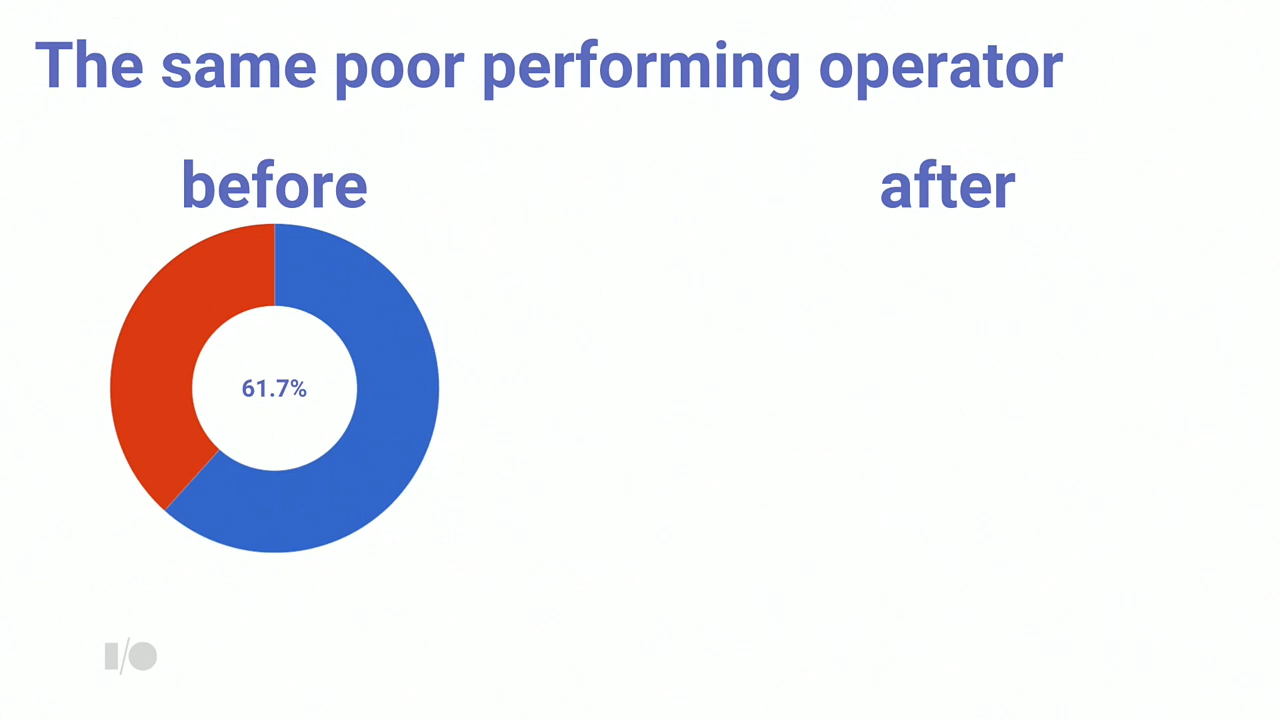 The same poor performing operator
before
after
61.7%
I/O